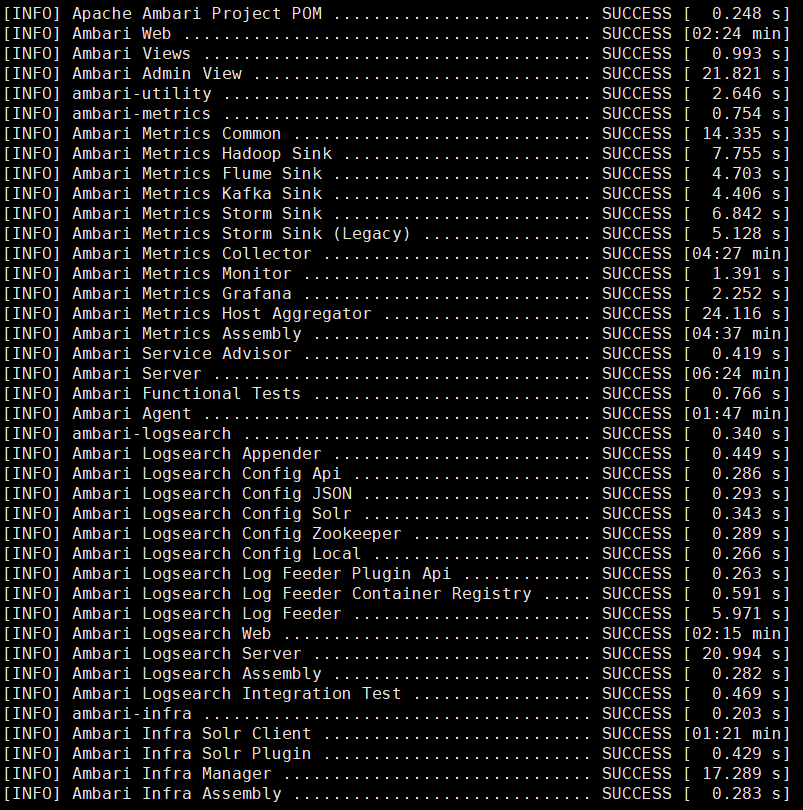 [INFO] Apache Ambari Project POM .......................... SUCCESS [  0.248 s]
[INFO] Ambari Web ......................................... SUCCESS [02:24 min]
[INFO] Ambari Views ....................................... SUCCESS [  0.993 s]
[INFO] Ambari Admin View .................................. SUCCESS [ 21.821 s]
[INFO] ambari-utility ..................................... SUCCESS [  2.646 s]
[INFO] ambari-metrics ..................................... SUCCESS [  0.754 s]
[INFO] Ambari Metrics Common .............................. SUCCESS [ 14.335 s]
[INFO] Ambari Metrics Hadoop Sink ......................... SUCCESS [  7.755 s]
[INFO] Ambari Metrics Flume Sink .......................... SUCCESS [  4.703 s]
[INFO] Ambari Metrics Kafka Sink .......................... SUCCESS [  4.406 s]
[INFO] Ambari Metrics Storm Sink .......................... SUCCESS [  6.842 s]
[INFO] Ambari Metrics Storm Sink (Legacy) ................. SUCCESS [  5.128 s]
[INFO] Ambari Metrics Collector ........................... SUCCESS [04:27 min]
[INFO] Ambari Metrics Monitor ............................. SUCCESS [  1.391 s]
[INFO] Ambari Metrics Grafana ............................. SUCCESS [  2.252 s]
[INFO] Ambari Metrics Host Aggregator ..................... SUCCESS [ 24.116 s]
[INFO] Ambari Metrics Assembly ............................ SUCCESS [04:37 min]
[INFO] Ambari Service Advisor ............................. SUCCESS [  0.419 s]
[INFO] Ambari Server ...................................... SUCCESS [06:24 min]
[INFO] Ambari Functional Tests ............................ SUCCESS [  0.766 s]
[INFO] Ambari Agent ....................................... SUCCESS [01:47 min]
[INFO] ambari-logsearch ................................... SUCCESS [  0.340 s]
[INFO] Ambari Logsearch Appender .......................... SUCCESS [  0.449 s]
[INFO] Ambari Logsearch Config Api ........................ SUCCESS [  0.286 s]
[INFO] Ambari Logsearch Config JSON ....................... SUCCESS [  0.293 s]
[INFO] Ambari Logsearch Config Solr ....................... SUCCESS [  0.343 s]
[INFO] Ambari Logsearch Config Zookeeper .................. SUCCESS [  0.289 s]
[INFO] Ambari Logsearch Config Local ...................... SUCCESS [  0.266 s]
[INFO] Ambari Logsearch Log Feeder Plugin Api ............. SUCCESS [  0.263 s]
[INFO] Ambari Logsearch Log Feeder Container Registry ..... SUCCESS [  0.591 s]
[INFO] Ambari Logsearch Log Feeder ........................ SUCCESS [  5.971 s]
[INFO] Ambari Logsearch Web ............................... SUCCESS [02:15 min]
[INFO] Ambari Logsearch Server ............................ SUCCESS [ 20.994 s]
[INFO] Ambari Logsearch Assembly .......................... SUCCESS [  0.282 s]
[INFO] Ambari Logsearch Integration Test .................. SUCCESS [  0.469 s]
[INFO] ambari-infra ....................................... SUCCESS [  0.203 s]
[INFO] Ambari Infra Solr Client ........................... SUCCESS [01:21 min]
[INFO] Ambari Infra Solr Plugin ........................... SUCCESS [  0.429 s]
[INFO] Ambari Infra Manager ............................... SUCCESS [ 17.289 s]
[INFO] Ambari Infra Assembly .............................. SUCCESS [  0.283 s]